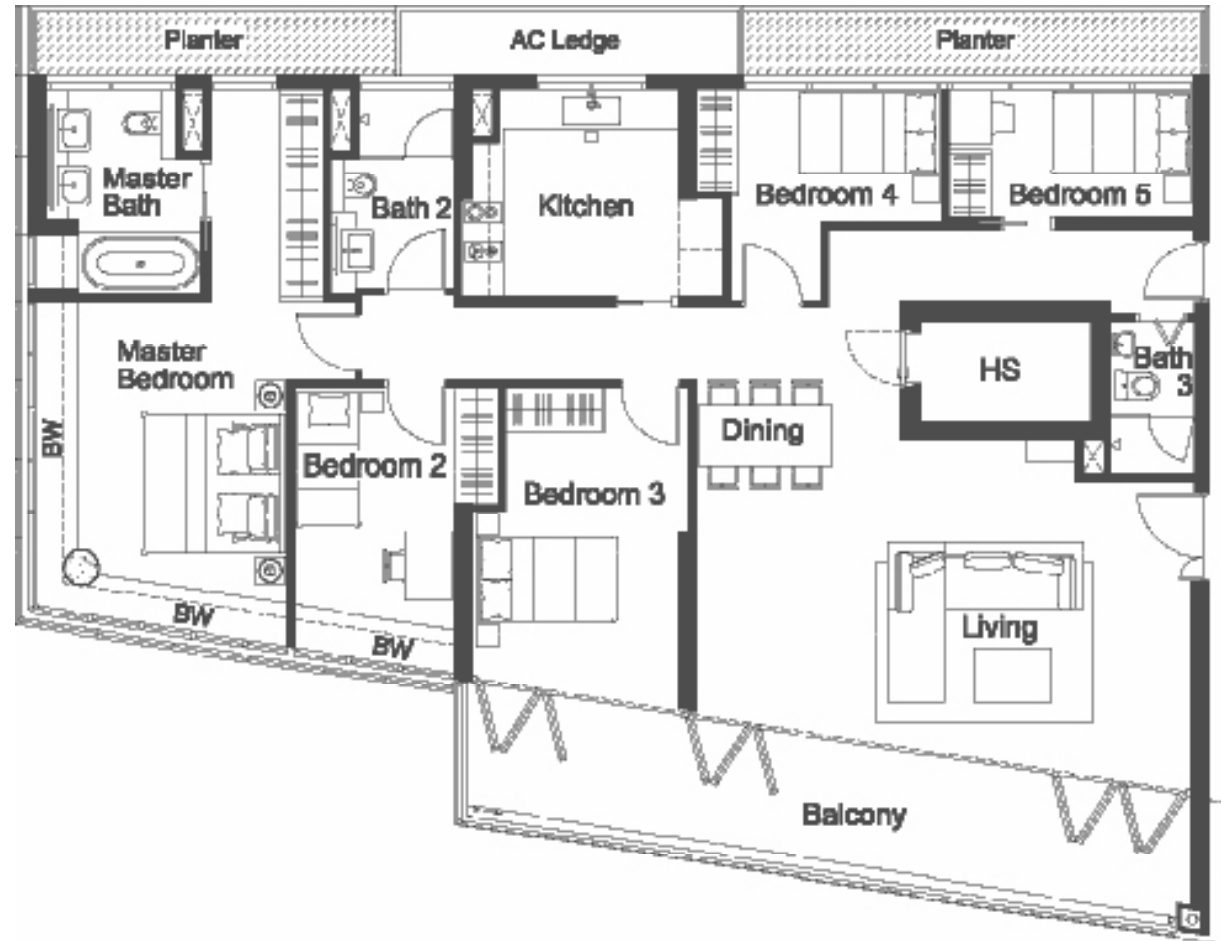 Planter
AC Ledge
Planter
Master
Bath
Bath 2
Kitchen
Bedroom 4
Bedroom 5
Master
Bedroom
HS
Bath
3
BW
Dining
Bedroom 2
Bedroom 3
BW
BW
Living
Balcony